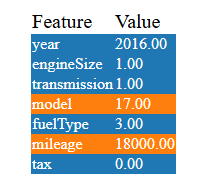 Feature Value
year 2016.00
engineSize 1.00
transmission 1.00
model 17.00
fuelType 3.00
mileage 18000.00
tax 0.00